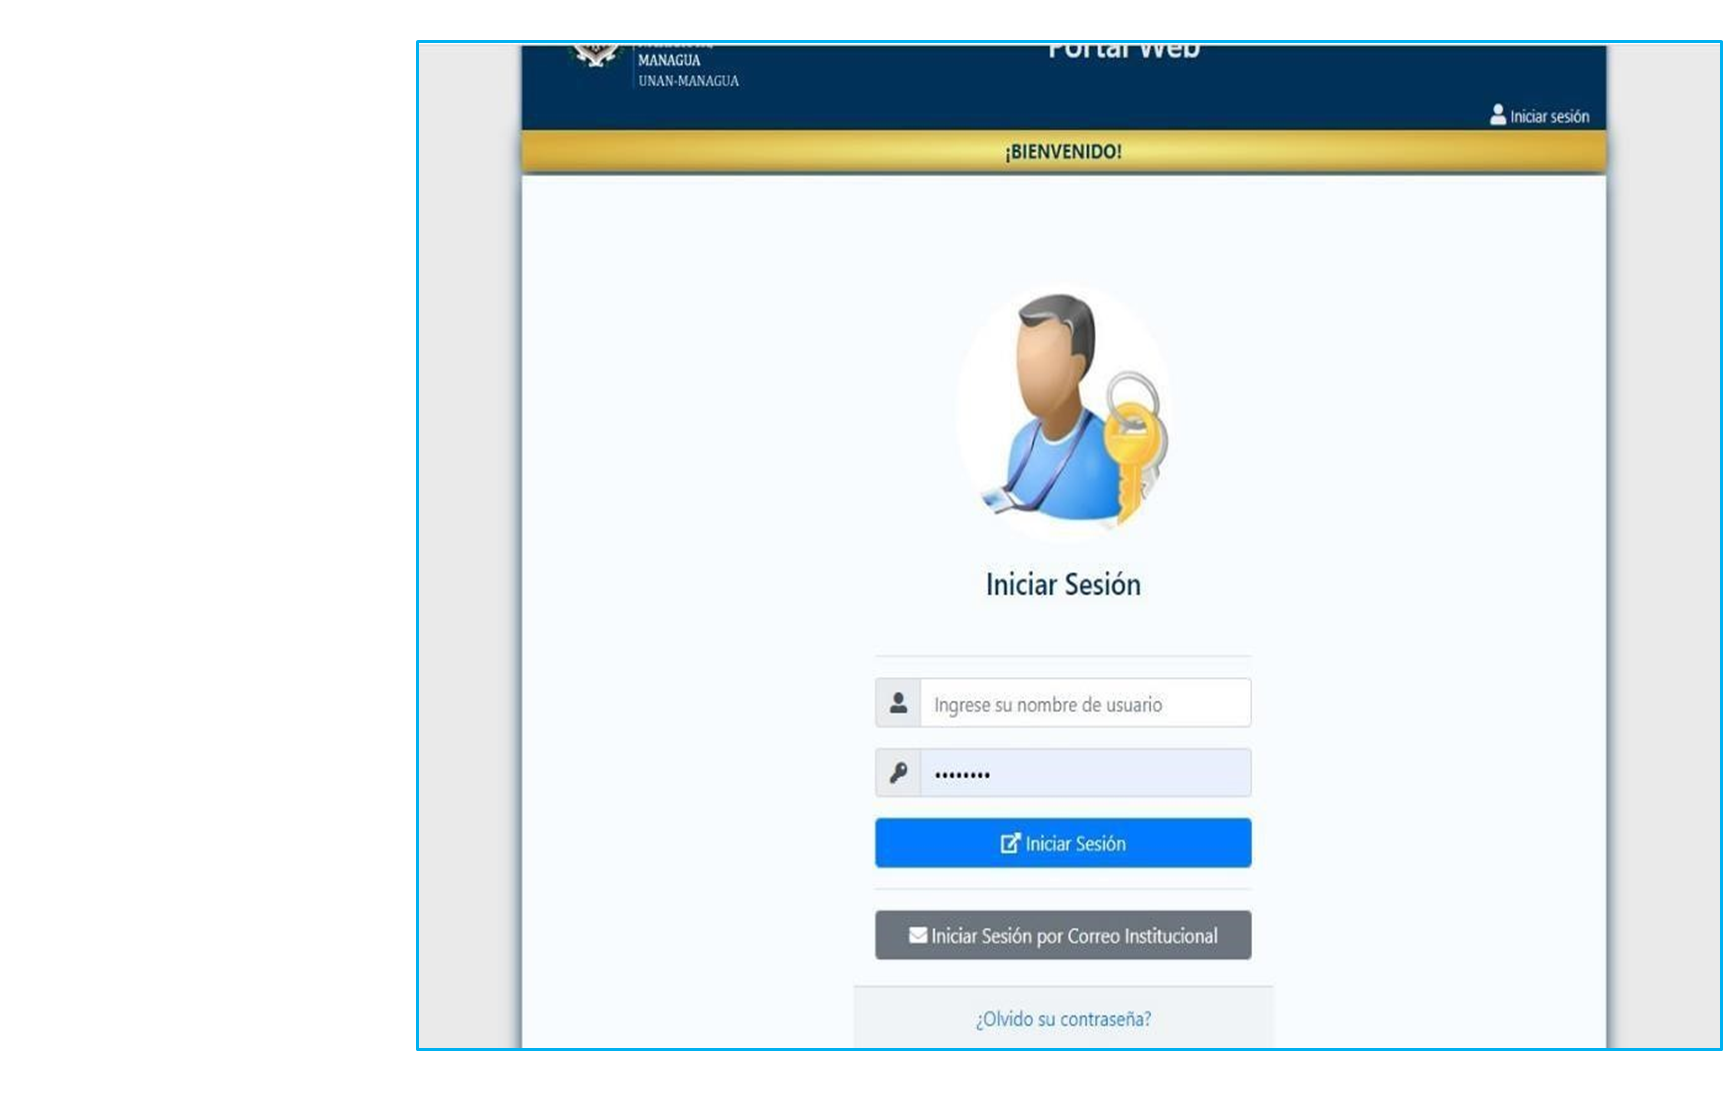 MANAGUA
UNAN-MANAGUA
Portal Web
Iniciar sesión
¡BIENVENIDO!
Iniciar Sesión
Ingrese su nombre de usuario
••••••••
Iniciar Sesión
Iniciar Sesión por Correo Institucional
¿Olvido su contraseña?